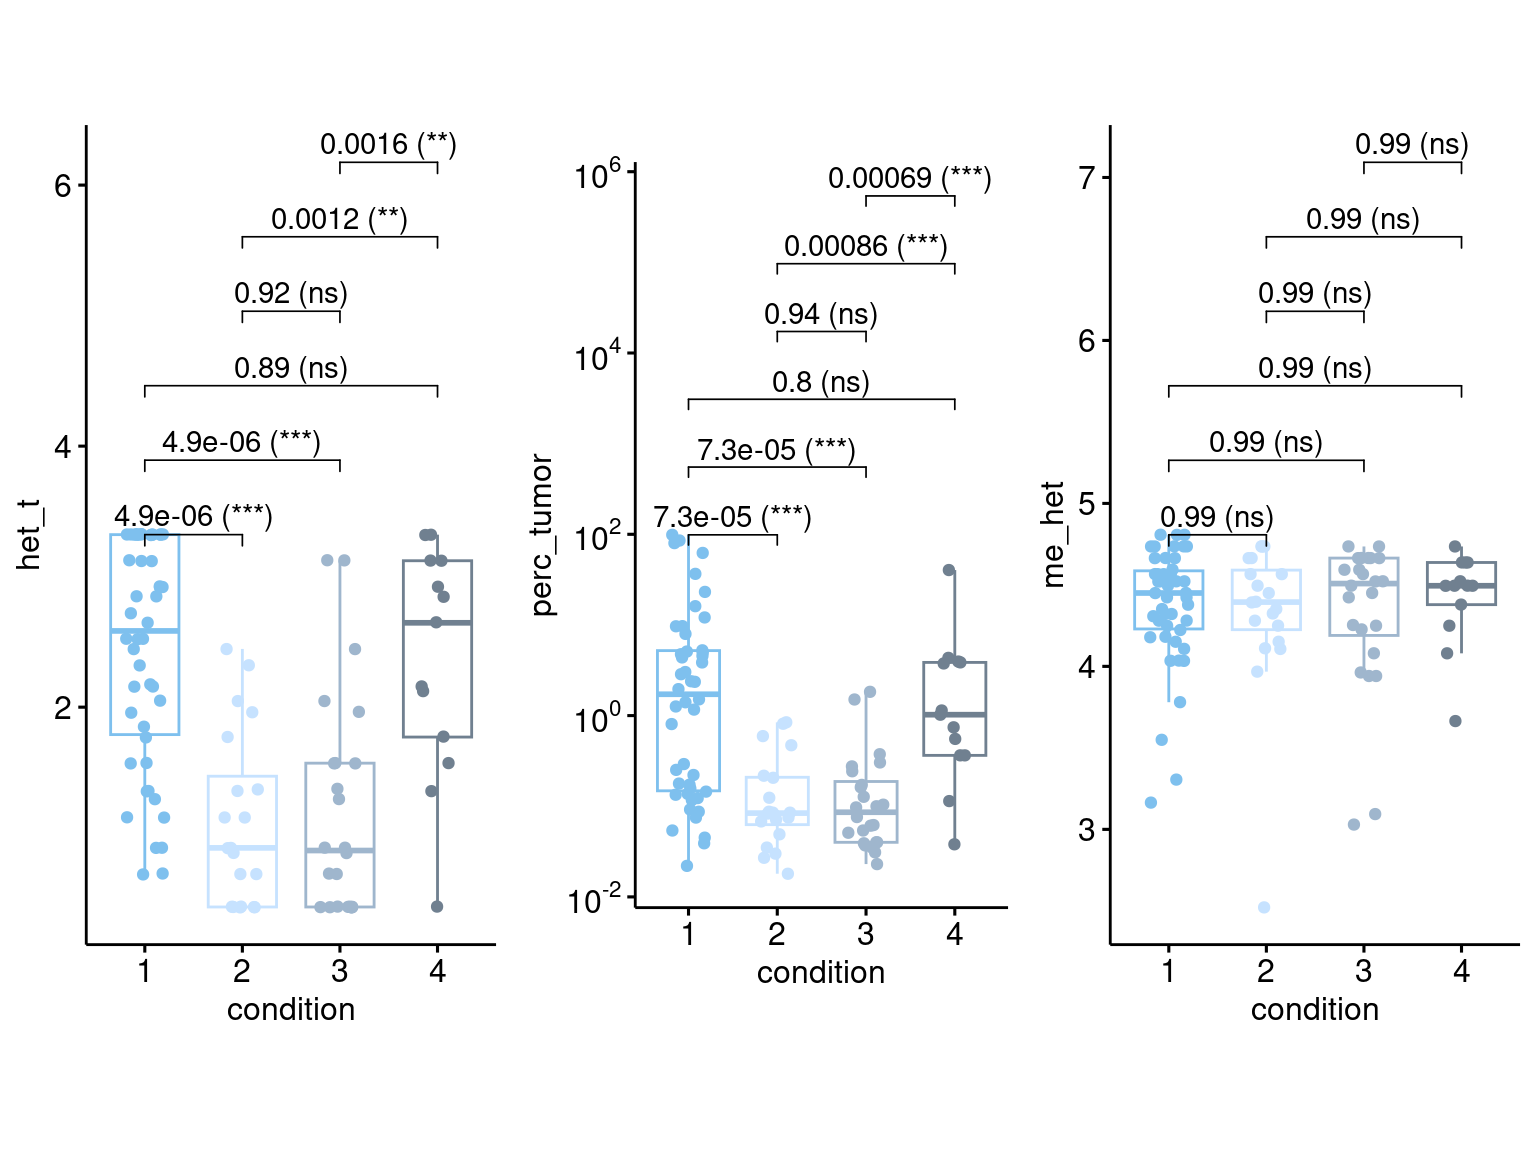 het_t
6
4
2
0.0016 (**)
0.0012 (**)
0.92 (ns)
0.89 (ns)
4.9e-06 (***)
4.9e-06 (***)
1 2 3 4
condition
perc_tumor
10^6
10^4
10^2
10^0
10^-2
0.00069 (***)
0.00086 (***)
0.94 (ns)
0.8 (ns)
7.3e-05 (***)
7.3e-05 (***)
1 2 3 4
condition
me_het
7
6
5
4
3
0.99 (ns)
0.99 (ns)
0.99 (ns)
0.99 (ns)
0.99 (ns)
0.99 (ns)
1 2 3 4
condition